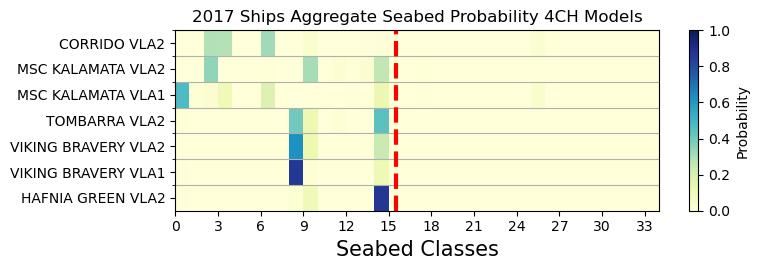 2017 Ships Aggregate Seabed Probability 4CH Models
CORRIDO VLA2
MSC KALAMATA VLA2
MSC KALAMATA VLA1
TOMBARRA VLA2
VIKING BRAVERY VLA2
VIKING BRAVERY VLA1
HAFNIA GREEN VLA2
0 3 6 9 12 15 18 21 24 27 30 33
Seabed Classes
1.0
0.8
0.6
0.4
0.2
0.0
Probability